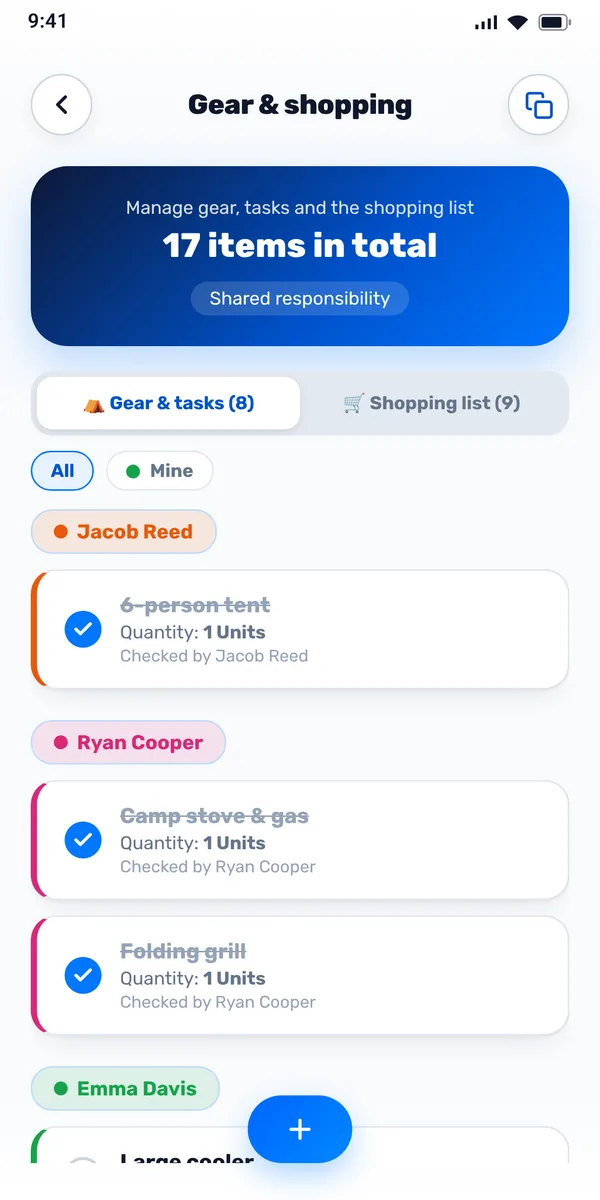 9:41
Gear & shopping
Manage gear, tasks and the shopping list
17 items in total
Shared responsibility
Gear & tasks (8)
Shopping list (9)
All
Mine
Jacob Reed
6-person tent
Quantity: 1 Units
Checked by Jacob Reed
Ryan Cooper
Camp stove & gas
Quantity: 1 Units
Checked by Ryan Cooper
Folding grill
Quantity: 1 Units
Checked by Ryan Cooper
Emma Davis
Large cooler